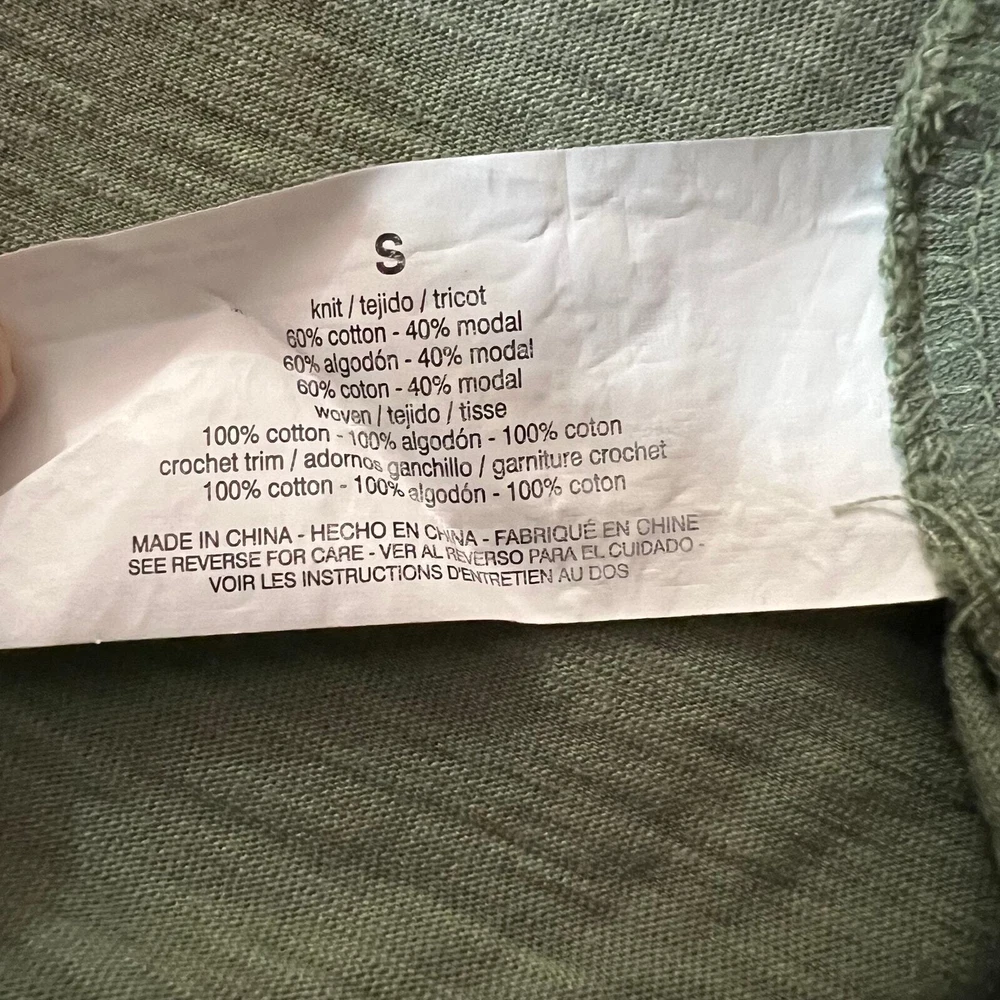 S
knit / tejido / tricot
60% cotton - 40% modal
60% algodón - 40% modal
60% coton - 40% modal
woven / tejido / tisse
100% cotton - 100% algodón - 100% coton
crochet trim / adornos ganchillo / garniture crochet
100% cotton - 100% algodón - 100% coton
MADE IN CHINA - HECHO EN CHINA - FABRIQUÉ EN CHINE
SEE REVERSE FOR CARE - VER AL REVERSO PARA EL CUIDADO -
VOIR LES INSTRUCTIONS D'ENTRETIEN AU DOS